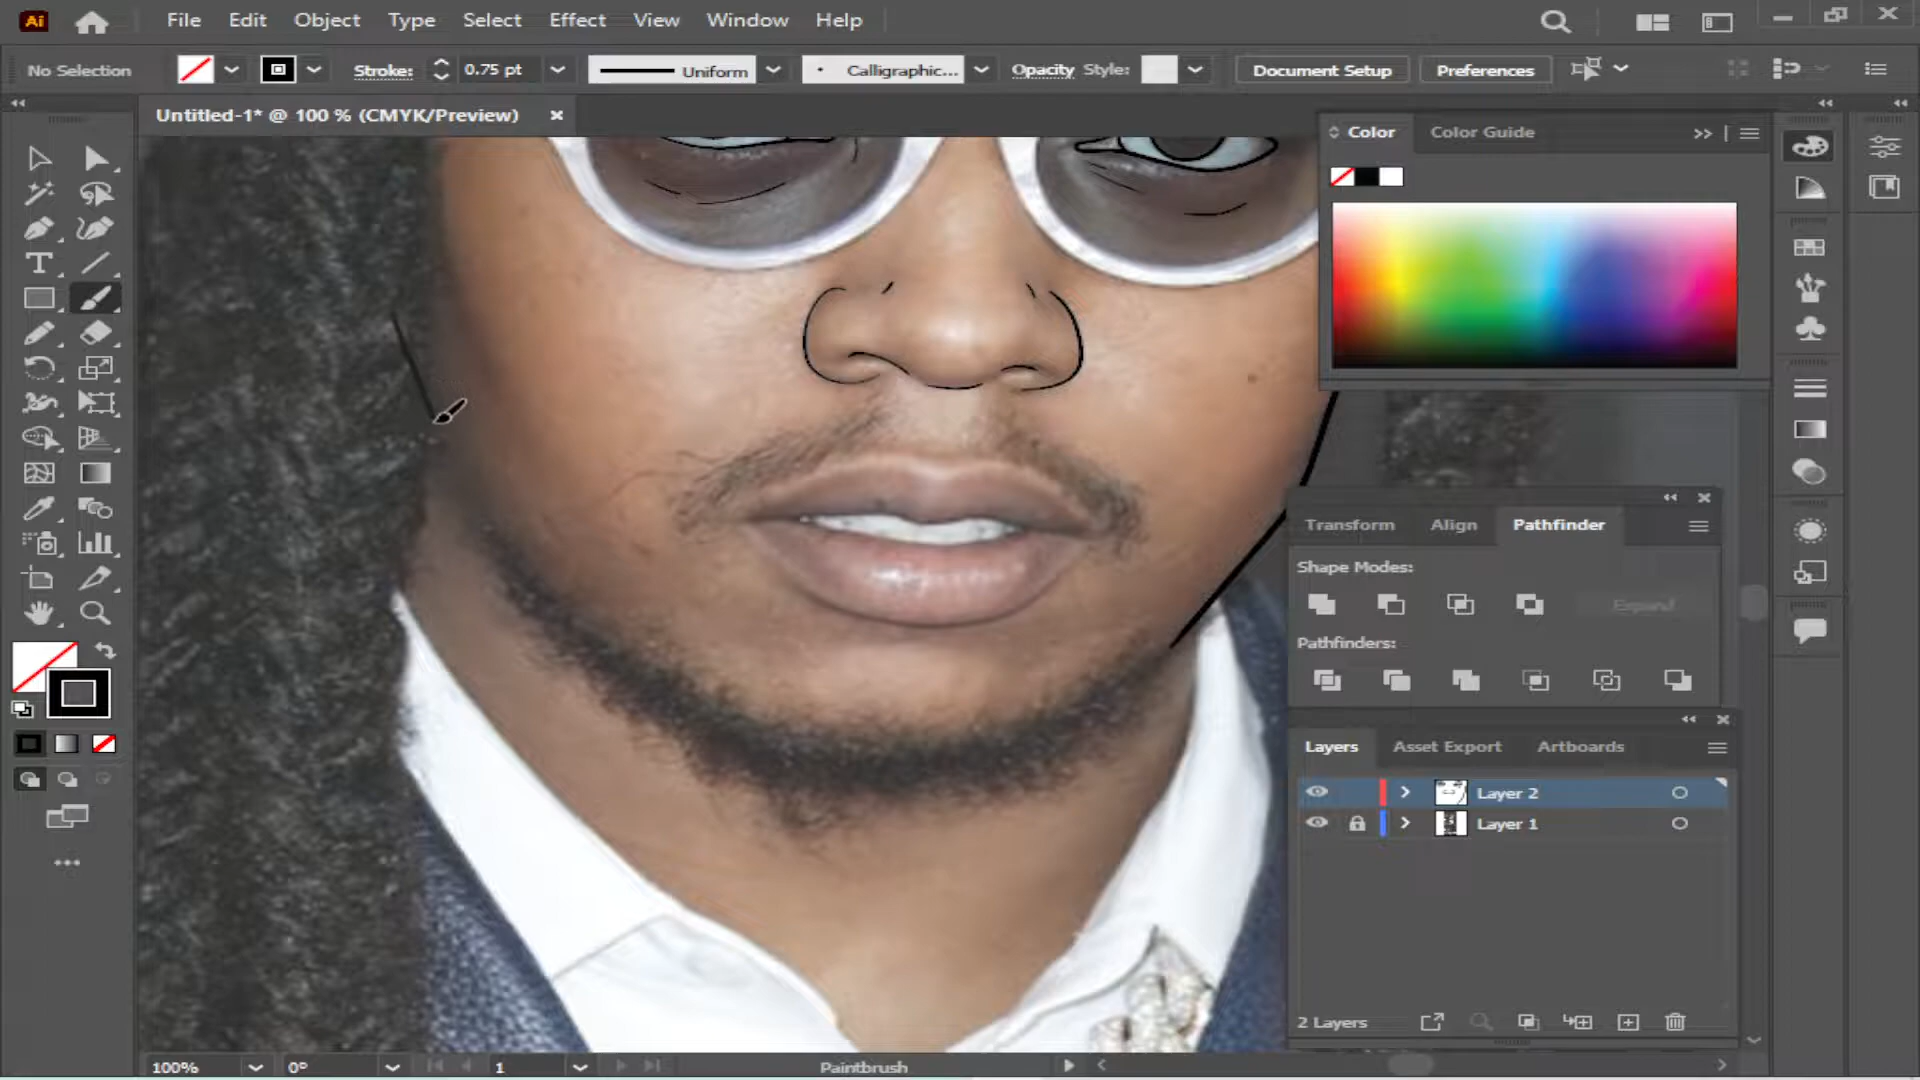 Ai File Edit Object Type Select Effect View Window Help
No Selection Stroke: 0.75 pt Uniform Calligraphic... Opacity Style: Document Setup Preferences
Untitled-1* @ 100 % (CMYK/Preview)
Color Color Guide
Transform Align Pathfinder
Shape Modes:
Expand
Pathfinders:
Layers Asset Export Artboards
Layer 2
Layer 1
2 Layers
100% 0° 1 Paintbrush